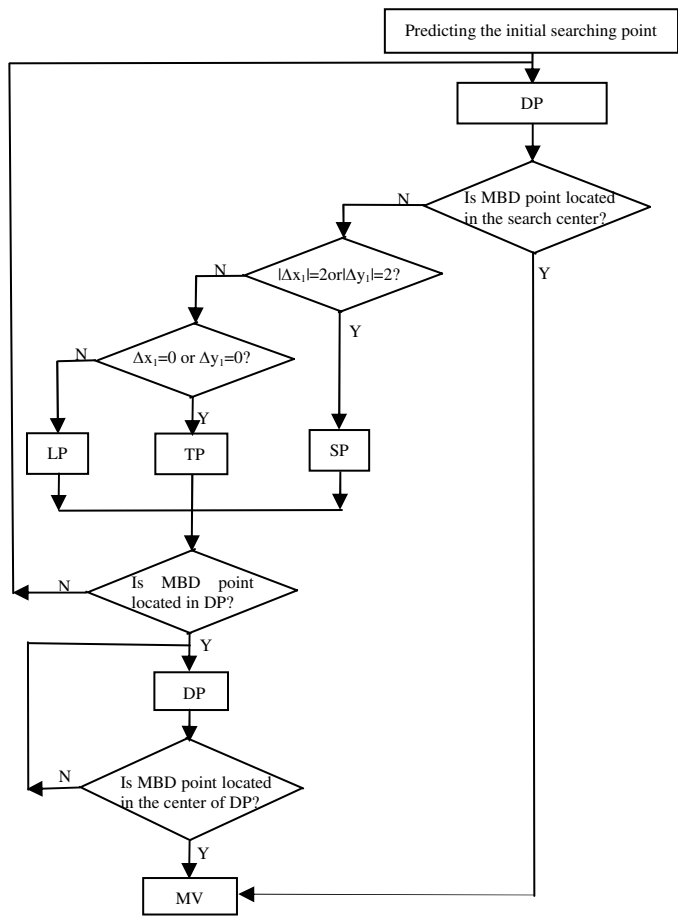 Predicting the initial searching point
DP
Is MBD point located
in the search center?
N
Y
|Δx₁|=2or|Δy₁|=2?
N
Y
Δx₁=0 or Δy₁=0?
N
Y
LP
TP
SP
Is MBD point
located in DP?
N
Y
DP
Is MBD point located
in the center of DP?
N
Y
MV